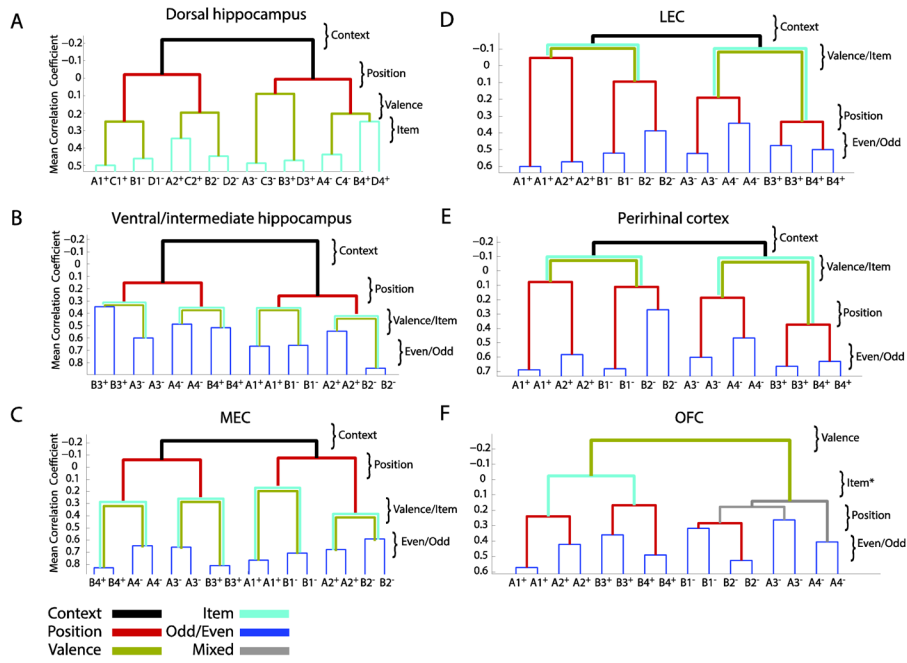 A
Dorsal hippocampus
Mean Correlation Coefficient
−0.2
−0.1
0
0.1
0.2
0.3
0.4
0.5
Context
Position
Valence
Item
A1⁺ C1⁺ B1⁻ D1⁻ A2⁺ C2⁺ B2⁻ D2⁻ A3⁻ C3⁻ B3⁺ D3⁺ A4⁻ C4⁻ B4⁺ D4⁺
B
Ventral/intermediate hippocampus
Mean Correlation Coefficient
−0.2
−0.1
0
0.1
0.2
0.3
0.4
0.5
0.6
0.7
0.8
Context
Position
Valence/Item
Even/Odd
B3⁺ B3⁺ A3⁻ A3⁻ A4⁻ A4⁻ B4⁺ B4⁺ A1⁺ A1⁺ B1⁻ B1⁻ A2⁺ A2⁺ B2⁻ B2⁻
C
MEC
Mean Correlation Coefficient
−0.2
−0.1
0
0.1
0.2
0.3
0.4
0.5
0.6
0.7
0.8
Context
Position
Valence/Item
Even/Odd
B4⁺ B4⁺ A4⁻ A4⁻ A3⁻ A3⁻ B3⁺ B3⁺ A1⁺ A1⁺ B1⁻ B1⁻ A2⁺ A2⁺ B2⁻ B2⁻
D
LEC
−0.1
0
0.1
0.2
0.3
0.4
0.5
0.6
Context
Valence/Item
Position
Even/Odd
A1⁺ A1⁺ A2⁺ A2⁺ B1⁻ B1⁻ B2⁻ B2⁻ A3⁻ A3⁻ A4⁻ A4⁻ B3⁺ B3⁺ B4⁺ B4⁺
E
Perirhinal cortex
−0.2
−0.1
0
0.1
0.2
0.3
0.4
0.5
0.6
0.7
Context
Valence/Item
Position
Even/Odd
A1⁺ A1⁺ A2⁺ A2⁺ B1⁻ B1⁻ B2⁻ B2⁻ A3⁻ A3⁻ A4⁻ A4⁻ B3⁺ B3⁺ B4⁺ B4⁺
F
OFC
−0.2
−0.1
0
0.1
0.2
0.3
0.4
0.5
0.6
Valence
Item*
Position
Even/Odd
A1⁺ A1⁺ A2⁺ A2⁺ B3⁺ B3⁺ B4⁺ B4⁺ B1⁻ B1⁻ B2⁻ B2⁻ A3⁻ A3⁻ A4⁻ A4⁻
Context Item
Position Odd/Even
Valence Mixed